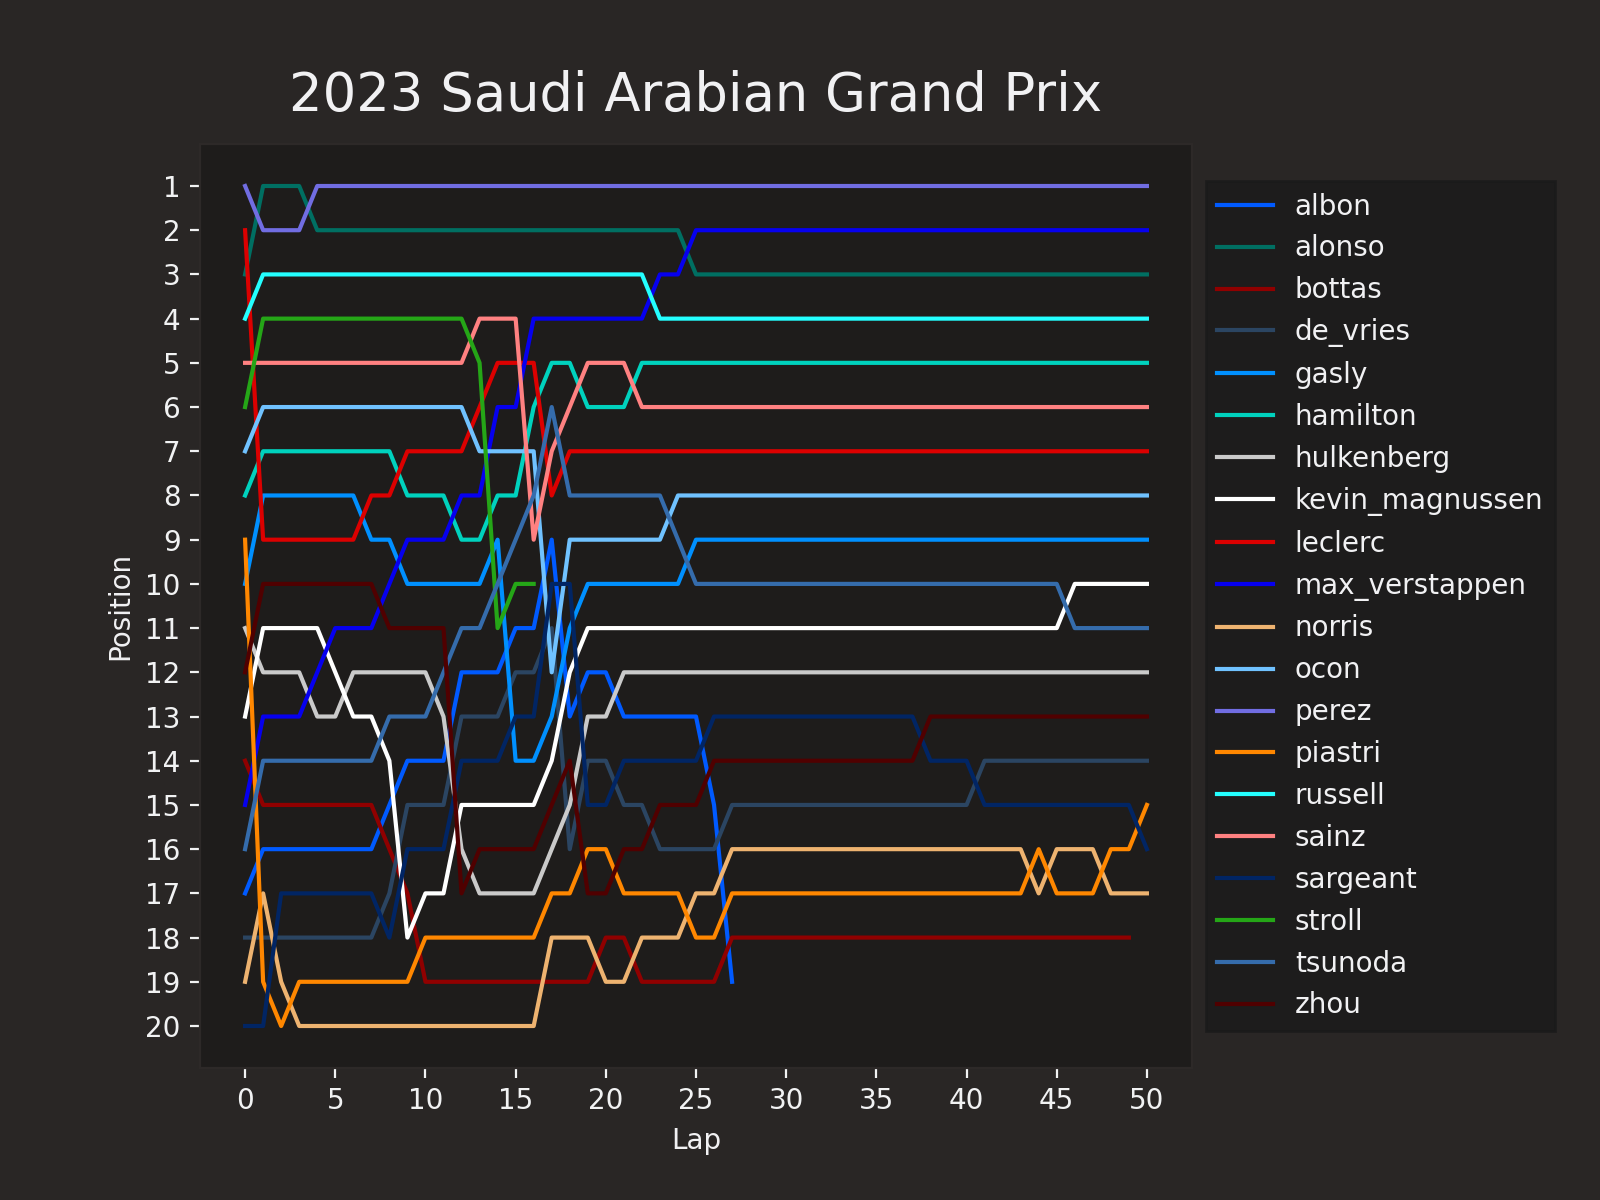 2023 Saudi Arabian Grand Prix
1
2
3
4
5
6
7
8
9
10
11
12
13
14
15
16
17
18
19
20
Position
0 5 10 15 20 25 30 35 40 45 50
Lap
albon
alonso
bottas
de_vries
gasly
hamilton
hulkenberg
kevin_magnussen
leclerc
max_verstappen
norris
ocon
perez
piastri
russell
sainz
sargeant
stroll
tsunoda
zhou